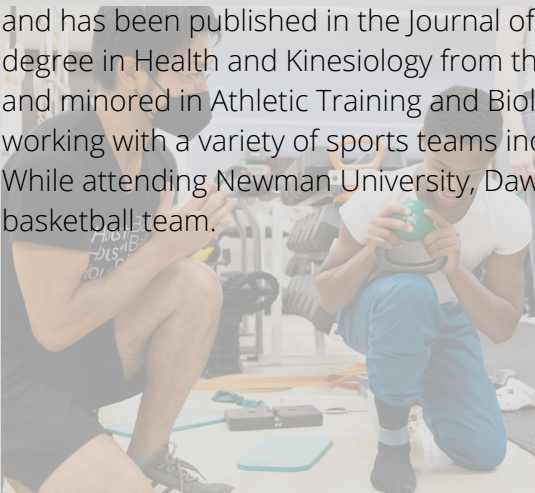 and has been published in the Journal of
degree in Health and Kinesiology from th
and minored in Athletic Training and Biol
working with a variety of sports teams inc
While attending Newman University, Daw
basketball team.